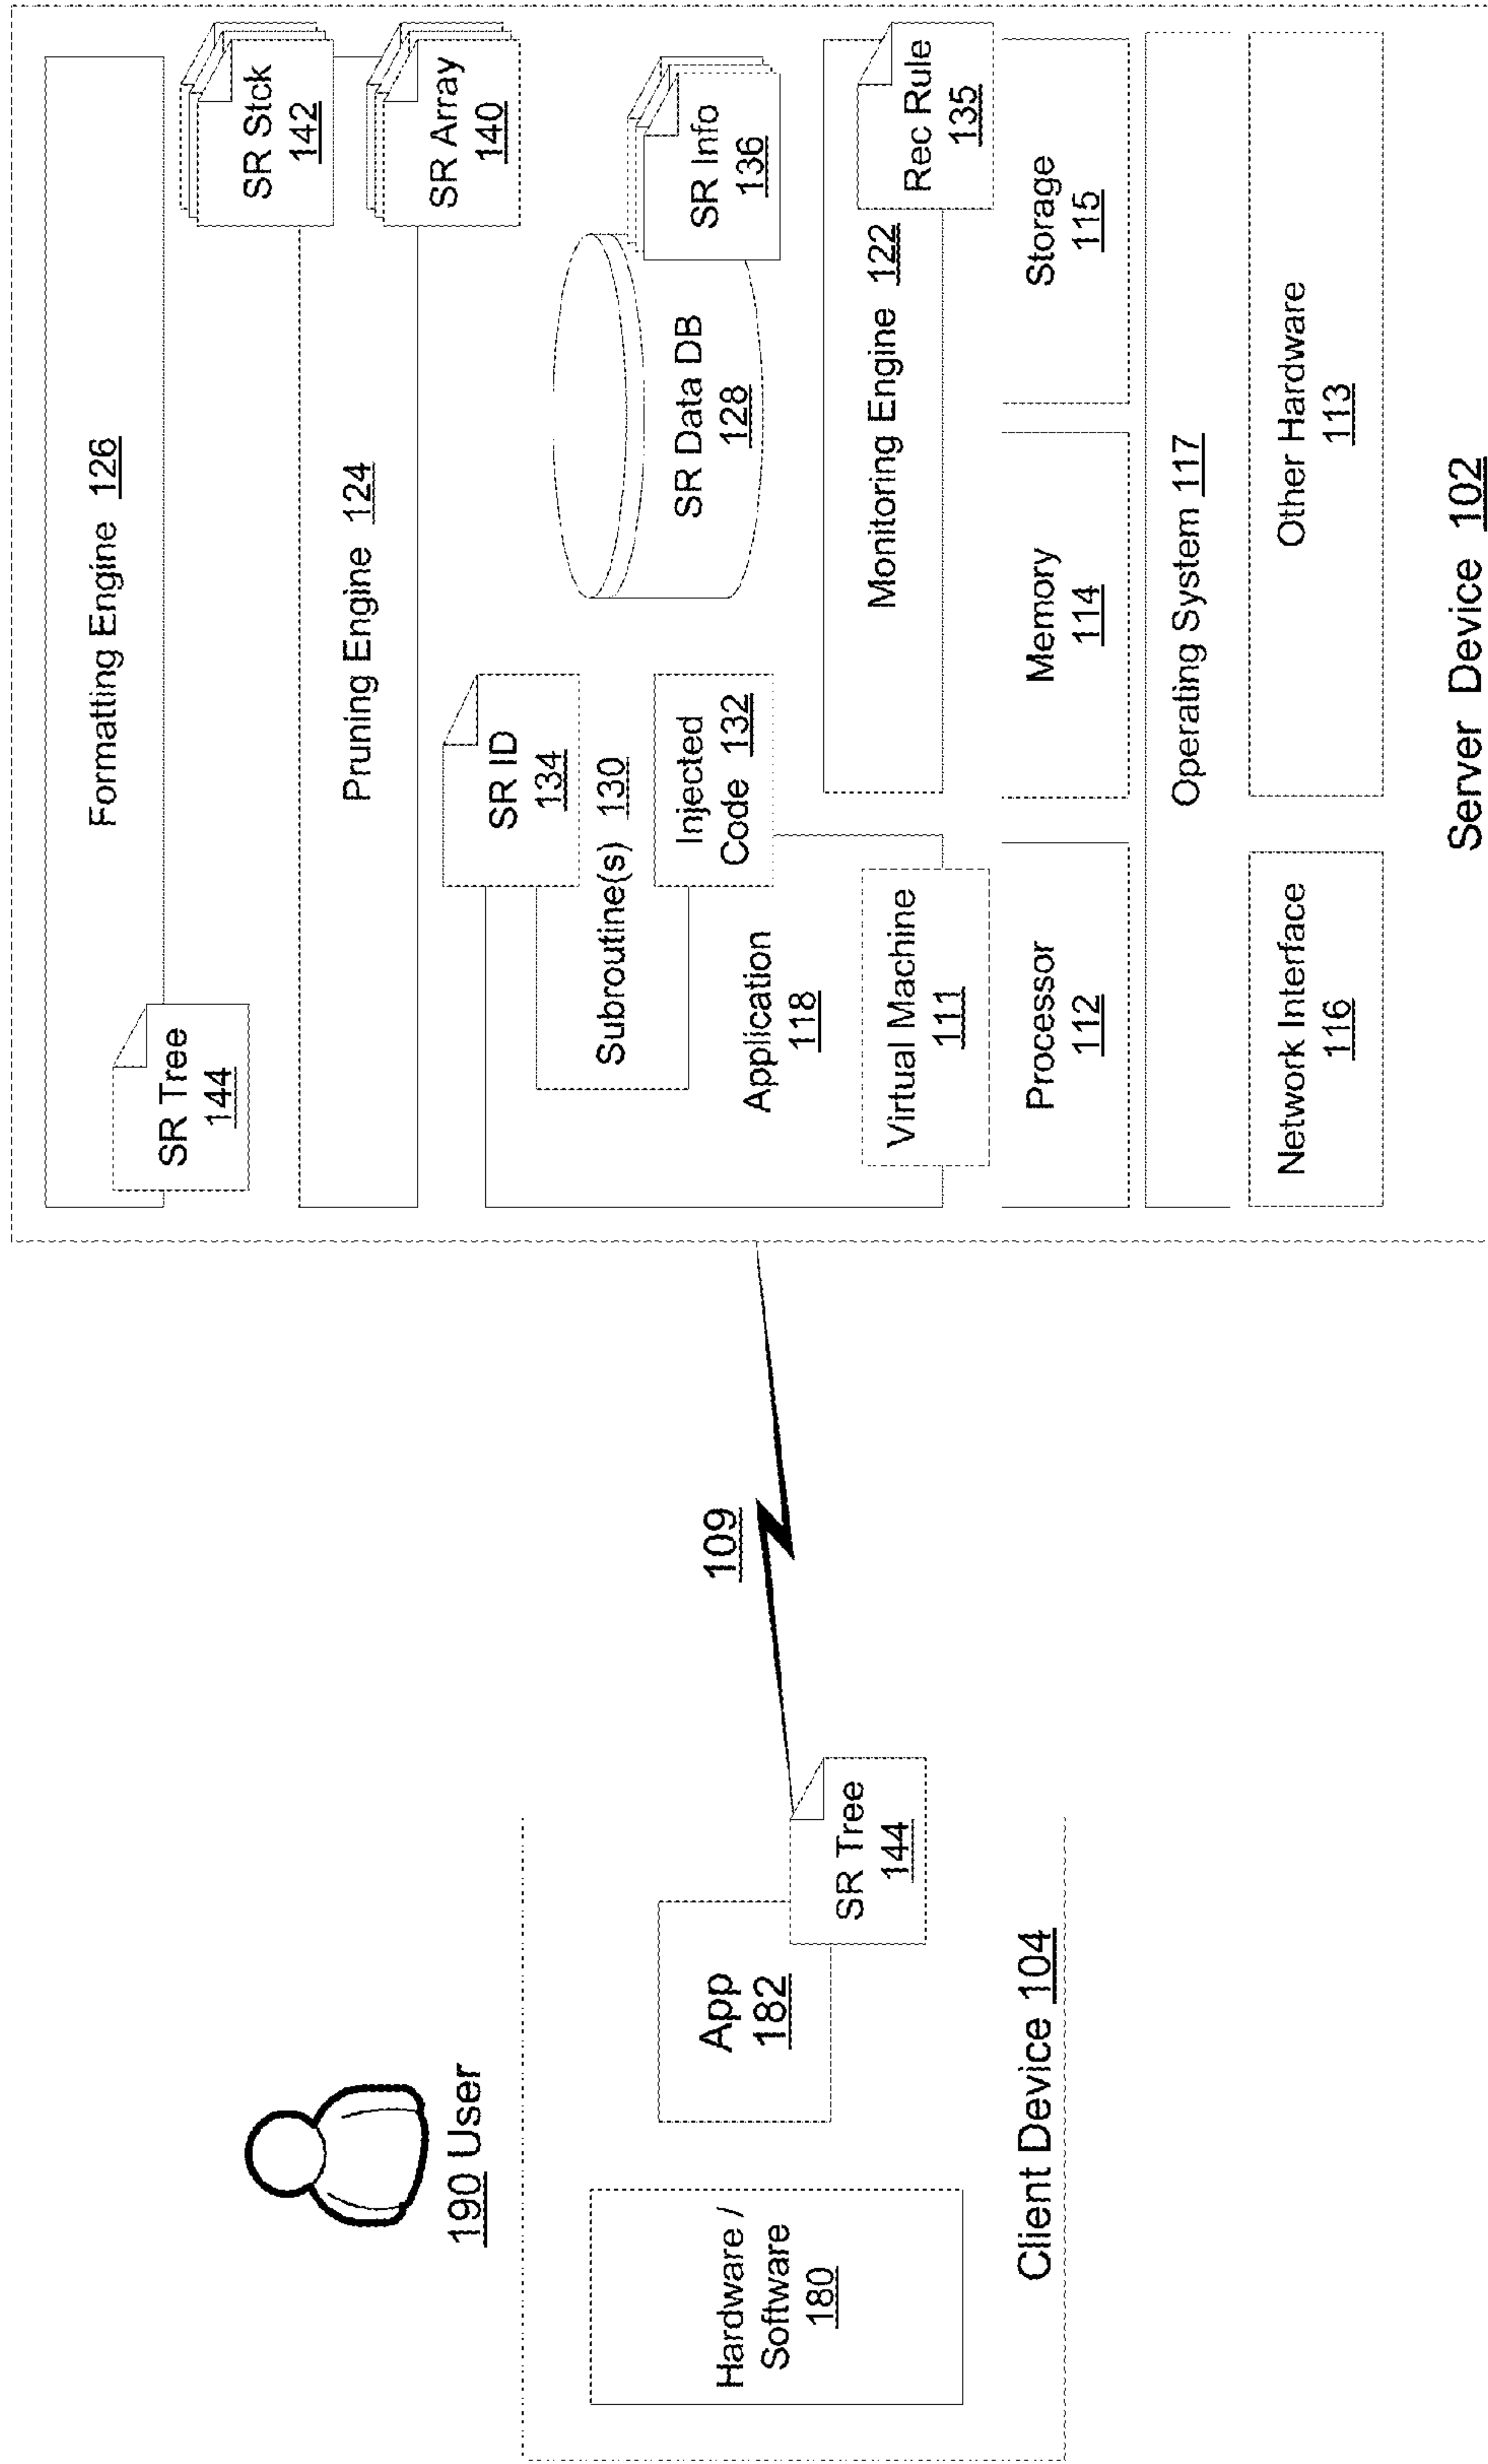 190 User
Hardware /
Software
180
App
182
SR Tree
144
Client Device 104
109
Formatting Engine 126
SR Tree
144
SR Stck
142
Pruning Engine 124
SR Array
140
SR ID
134
Subroutine(s) 130
Injected
Code 132
Application
118
Virtual Machine
111
SR Data DB
128
SR Info
136
Monitoring Engine 122
Rec Rule
135
Processor
112
Memory
114
Storage
115
Operating System 117
Network Interface
116
Other Hardware
113
Server Device 102